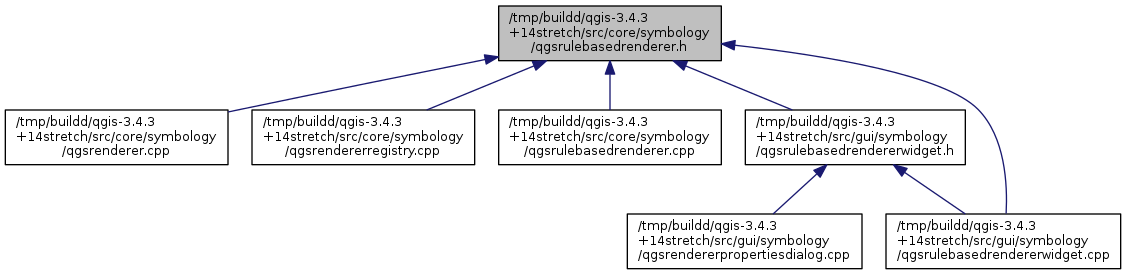 /tmp/buildd/qgis-3.4.3
+14stretch/src/core/symbology
/qgsrulebasedrenderer.h
/tmp/buildd/qgis-3.4.3
+14stretch/src/core/symbology
/qgsrenderer.cpp
/tmp/buildd/qgis-3.4.3
+14stretch/src/core/symbology
/qgsrendererregistry.cpp
/tmp/buildd/qgis-3.4.3
+14stretch/src/core/symbology
/qgsrulebasedrenderer.cpp
/tmp/buildd/qgis-3.4.3
+14stretch/src/gui/symbology
/qgsrulebasedrendererwidget.h
/tmp/buildd/qgis-3.4.3
+14stretch/src/gui/symbology
/qgsrendererpropertiesdialog.cpp
/tmp/buildd/qgis-3.4.3
+14stretch/src/gui/symbology
/qgsrulebasedrendererwidget.cpp